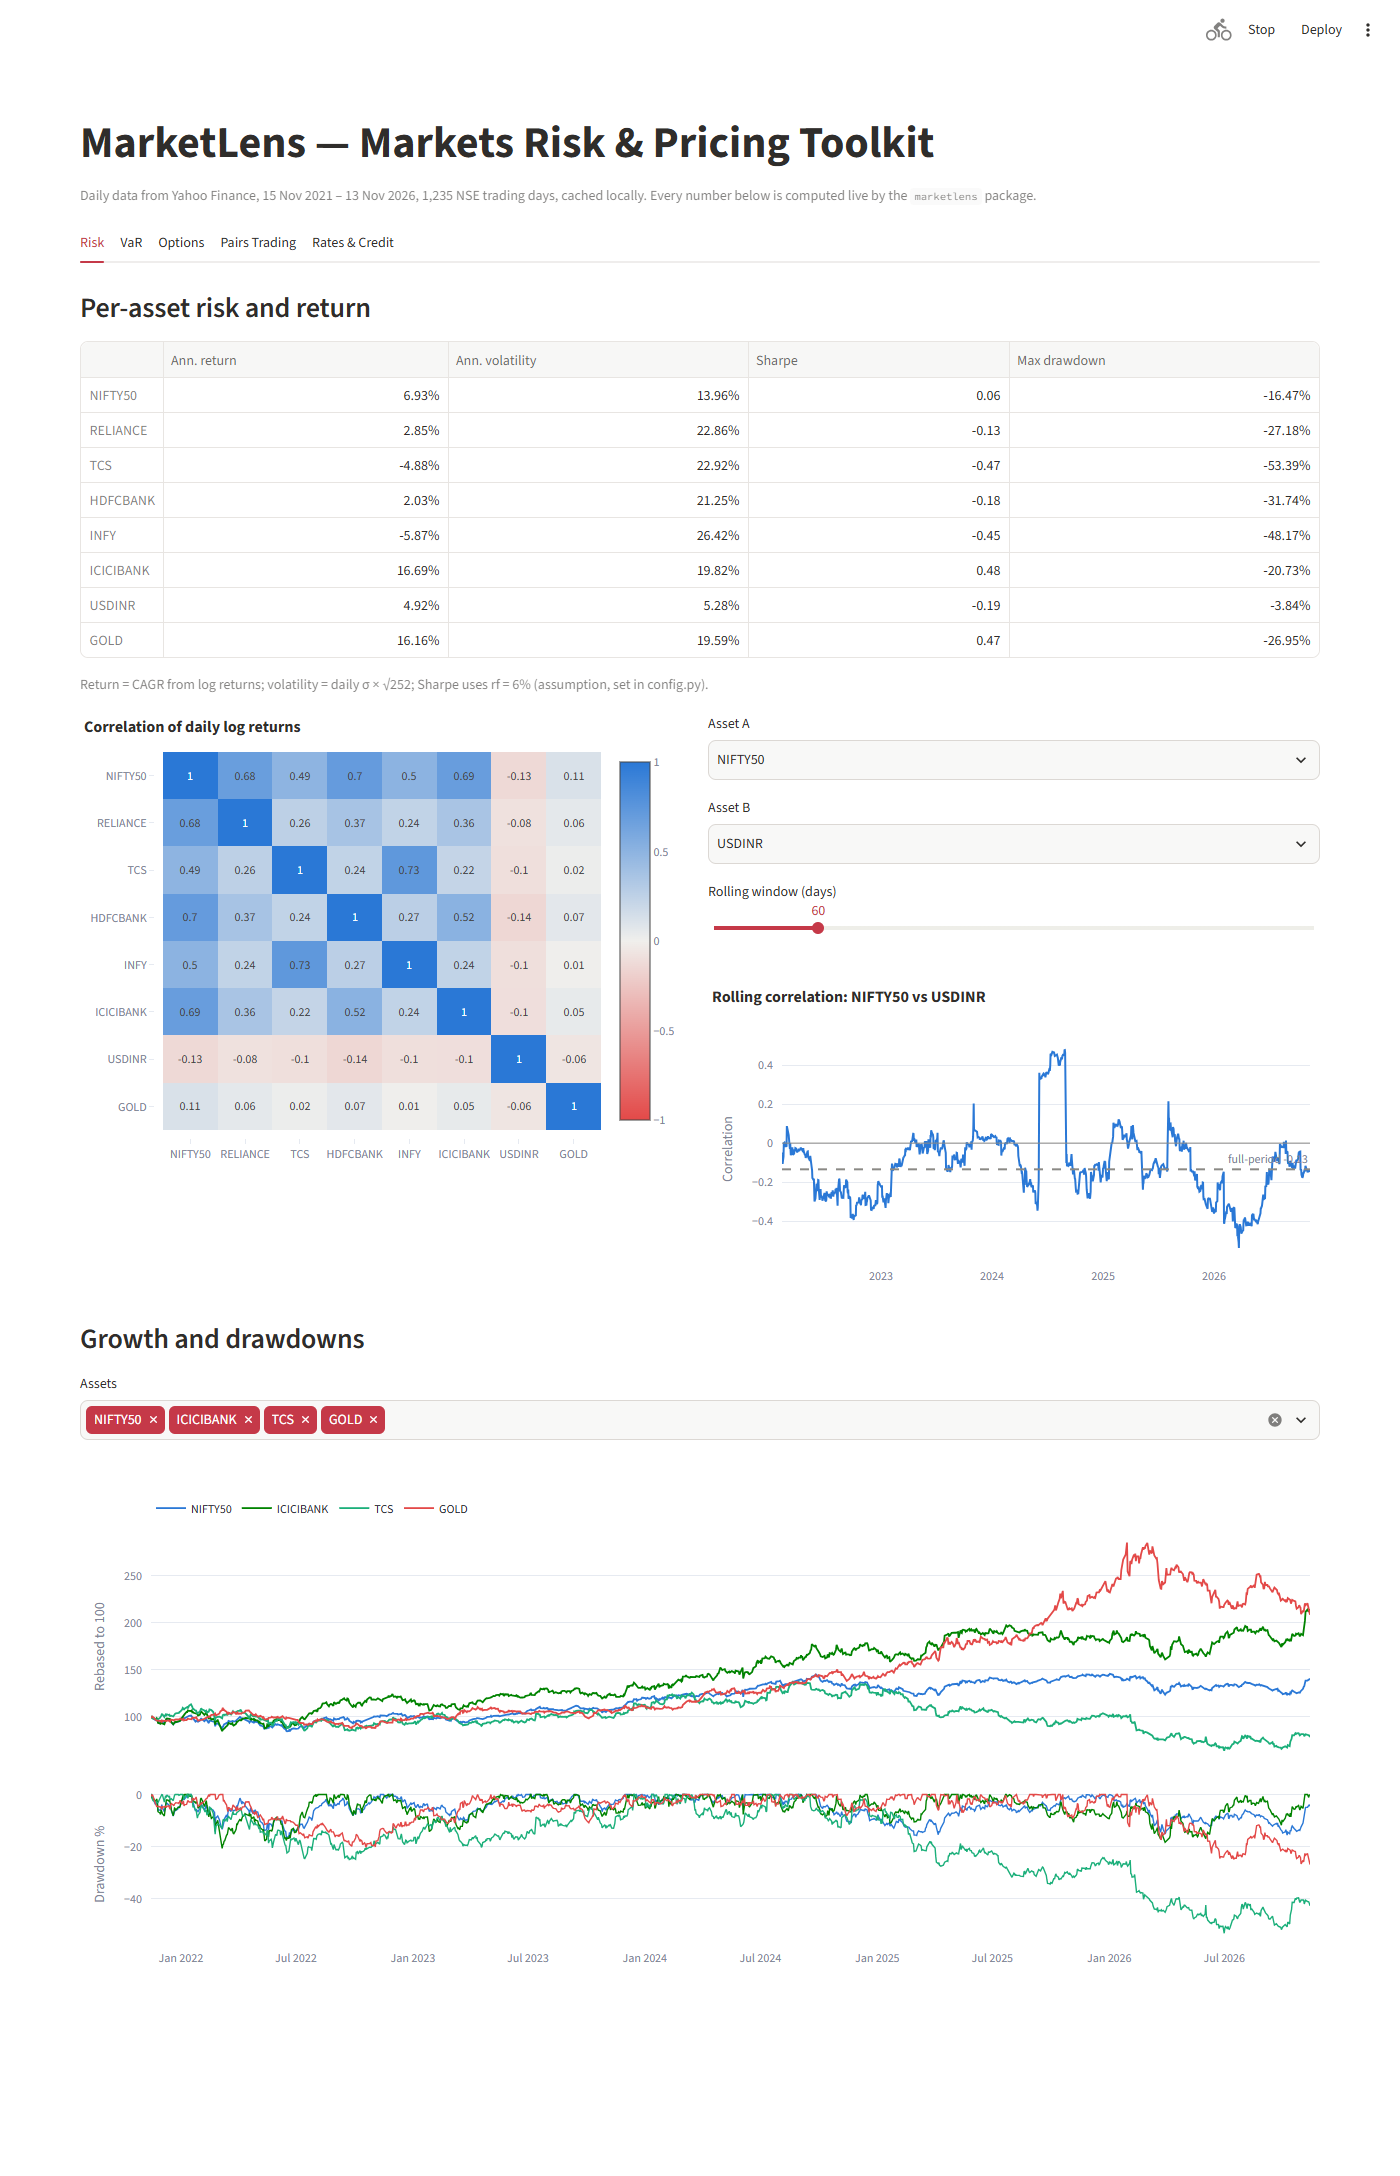 Stop Deploy
MarketLens — Markets Risk & Pricing Toolkit
Daily data from Yahoo Finance, 15 Nov 2021 – 13 Nov 2026, 1,235 NSE trading days, cached locally. Every number below is computed live by the marketlens package.
Risk VaR Options Pairs Trading Rates & Credit
Per-asset risk and return
Ann. return Ann. volatility Sharpe Max drawdown
NIFTY50 6.93% 13.96% 0.06 -16.47%
RELIANCE 2.85% 22.86% -0.13 -27.18%
TCS -4.88% 22.92% -0.47 -53.39%
HDFCBANK 2.03% 21.25% -0.18 -31.74%
INFY -5.87% 26.42% -0.45 -48.17%
ICICIBANK 16.69% 19.82% 0.48 -20.73%
USDINR 4.92% 5.28% -0.19 -3.84%
GOLD 16.16% 19.59% 0.47 -26.95%
Return = CAGR from log returns; volatility = daily σ × √252; Sharpe uses rf = 6% (assumption, set in config.py).
Correlation of daily log returns
NIFTY50 1 0.68 0.49 0.7 0.5 0.69 -0.13 0.11
RELIANCE 0.68 1 0.26 0.37 0.24 0.36 -0.08 0.06
TCS 0.49 0.26 1 0.24 0.73 0.22 -0.1 0.02
HDFCBANK 0.7 0.37 0.24 1 0.27 0.52 -0.14 0.07
INFY 0.5 0.24 0.73 0.27 1 0.24 -0.1 0.01
ICICIBANK 0.69 0.36 0.22 0.52 0.24 1 -0.1 0.05
USDINR -0.13 -0.08 -0.1 -0.14 -0.1 -0.1 1 -0.06
GOLD 0.11 0.06 0.02 0.07 0.01 0.05 -0.06 1
NIFTY50 RELIANCE TCS HDFCBANK INFY ICICIBANK USDINR GOLD
1
0.5
0
−0.5
−1
Asset A
NIFTY50
Asset B
USDINR
Rolling window (days)
60
Rolling correlation: NIFTY50 vs USDINR
Correlation
0.4
0.2
0
−0.2
−0.4
full-period -0.13
2023 2024 2025 2026
Growth and drawdowns
Assets
NIFTY50 ICICIBANK TCS GOLD
NIFTY50 ICICIBANK TCS GOLD
Rebased to 100
250
200
150
100
Drawdown %
0
−20
−40
Jan 2022 Jul 2022 Jan 2023 Jul 2023 Jan 2024 Jul 2024 Jan 2025 Jul 2025 Jan 2026 Jul 2026